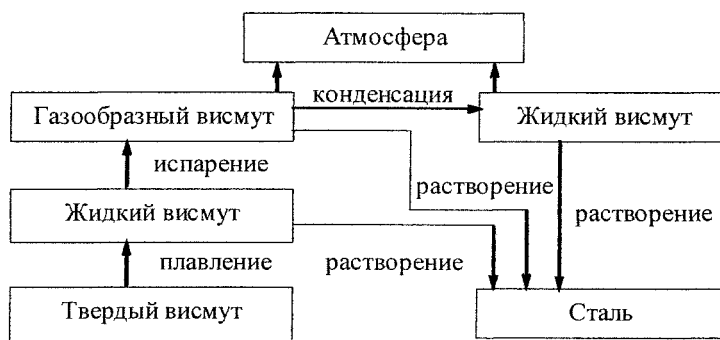 Атмосфера
конденсация
Газообразный висмут
Жидкий висмут
испарение
растворение
растворение
Жидкий висмут
плавление
растворение
Твердый висмут
Сталь